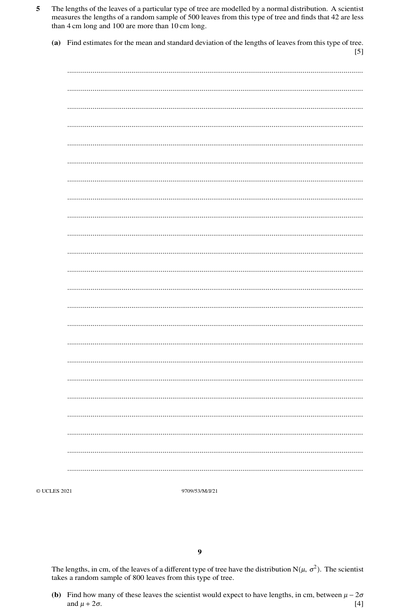 5 The lengths of the leaves of a particular type of tree are modelled by a normal distribution. A scientist
measures the lengths of a random sample of 500 leaves from this type of tree and finds that 42 are less
than 4 cm long and 100 are more than 10 cm long.
(a) Find estimates for the mean and standard deviation of the lengths of leaves from this type of tree.
[5]
© UCLES 2021 9709/53/M/J/21
9
The lengths, in cm, of the leaves of a different type of tree have the distribution N(μ, σ²). The scientist
takes a random sample of 800 leaves from this type of tree.
(b) Find how many of these leaves the scientist would expect to have lengths, in cm, between μ − 2σ
and μ + 2σ. [4]